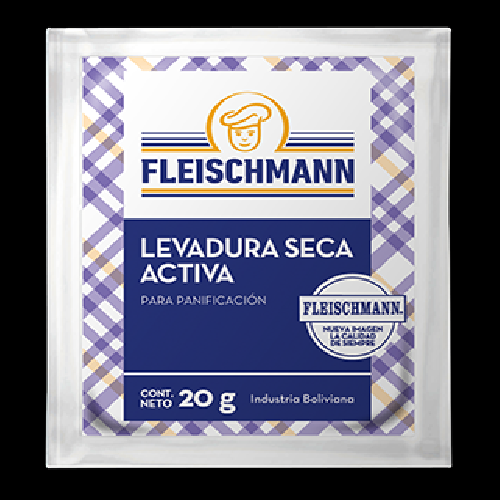 FLEISCHMANN
LEVADURA SECA
ACTIVA
PARA PANIFICACIÓN
FLEISCHMANN.
NUEVA IMAGEN
LA CALIDAD
DE SIEMPRE
CONT.
NETO 20 g
Industria Boliviana